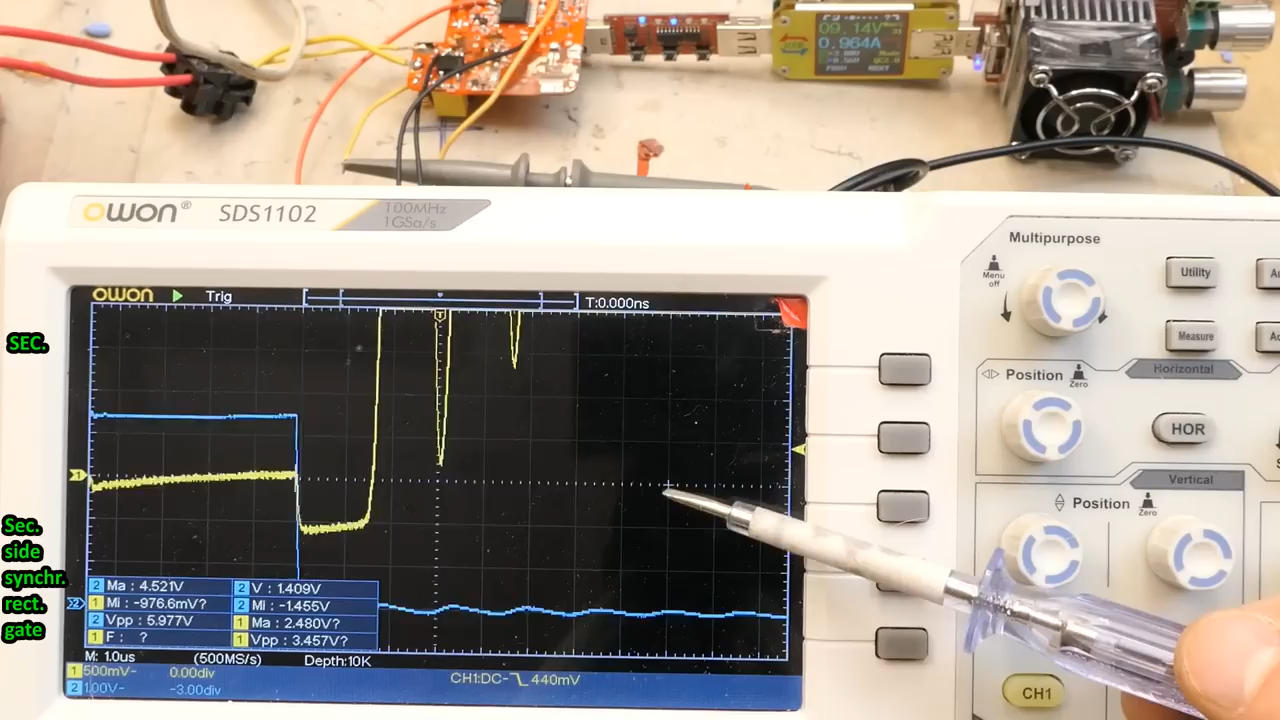 09.14V
0.964A
owon®
SDS1102
100MHz
1GSa/s
Multipurpose
Menu
off
Utility
Measure
Position
Zero
Horizontal
HOR
Vertical
Position
Zero
CH1
owon
Trig
T:0.000ns
T
SEC.
1
Sec.
side
synchr.
rect.
gate
2
2 Ma : 4.521V
2 V : 1.409V
1 Mi : -976.6mV?
2 Mi : -1.455V
2 Vpp : 5.977V
1 Ma : 2.480V?
1 F : ?
1 Vpp : 3.457V?
M: 1.0us
(500MS/s)
Depth:10K
1 500mV~
0.00div
2 1.00V~
-3.00div
CH1:DC-
440mV